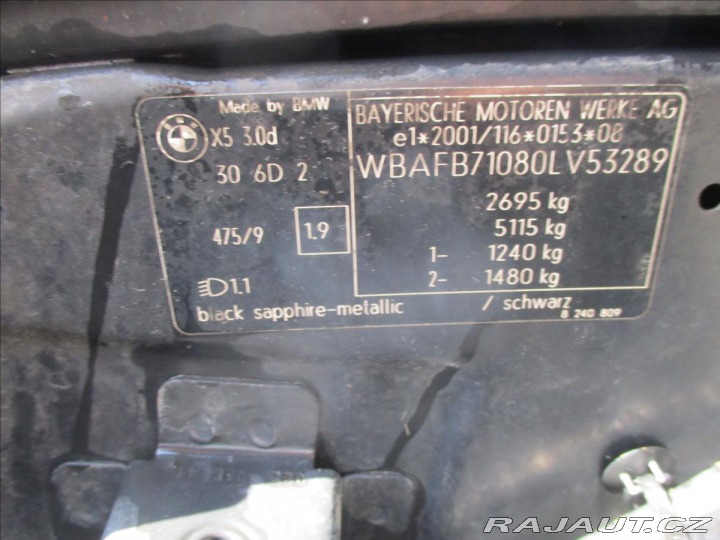 Made by BMW
X5 3.0d
30 6D 2
475/9 1.9
1.1
black sapphire-metallic / schwarz
BAYERISCHE MOTOREN WERKE AG
e1*2001/116*0153*08
WBAFB71080LV53289
2695 kg
5115 kg
1- 1240 kg
2- 1480 kg
8 240 809
RAJAUT.CZ